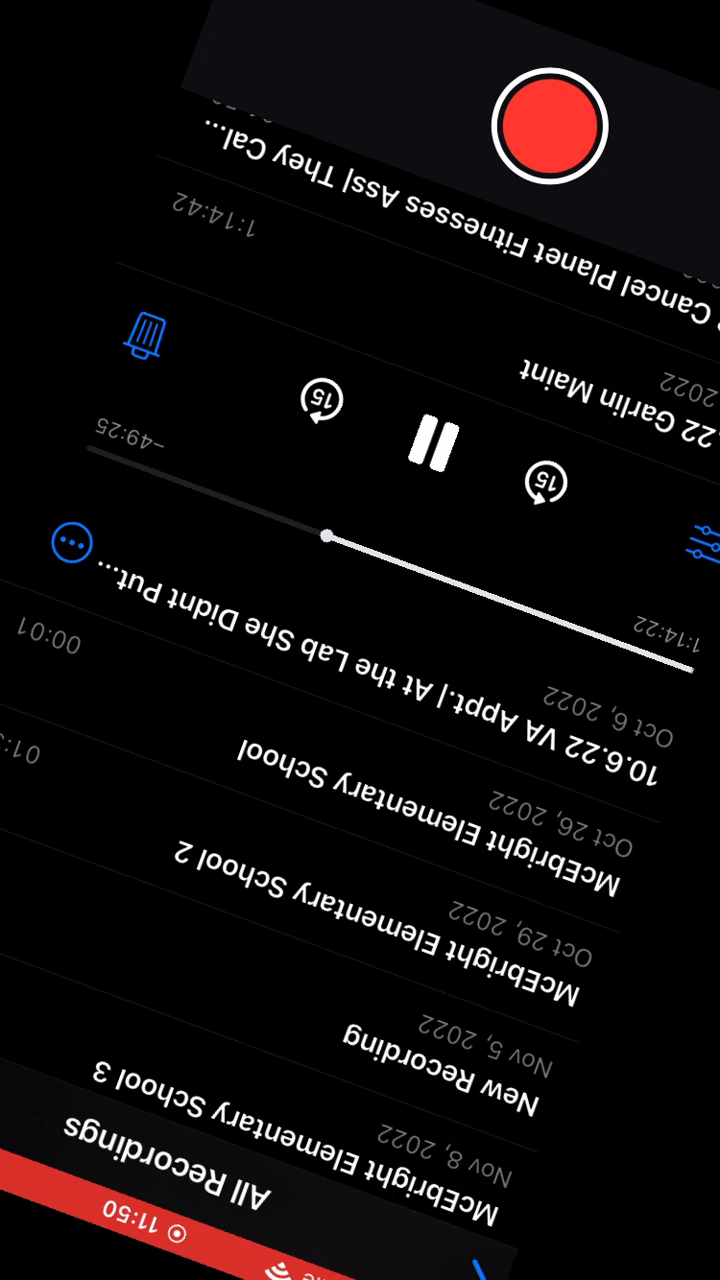 11:50
All Recordings
McEbright Elementary School 3
Nov 8, 2022
New Recording
Nov 5, 2022
McEbright Elementary School 2
Oct 29, 2022
McEbright Elementary School
Oct 26, 2022
00:01
10.6.22 VA Appt.| At the Lab She Didnt Put...
Oct 6, 2022
1:14:22
-49:25
15
15
22 Garlin Maint
2022
1:14:42
Cancel Planet Fitnesses Ass| They Cal...